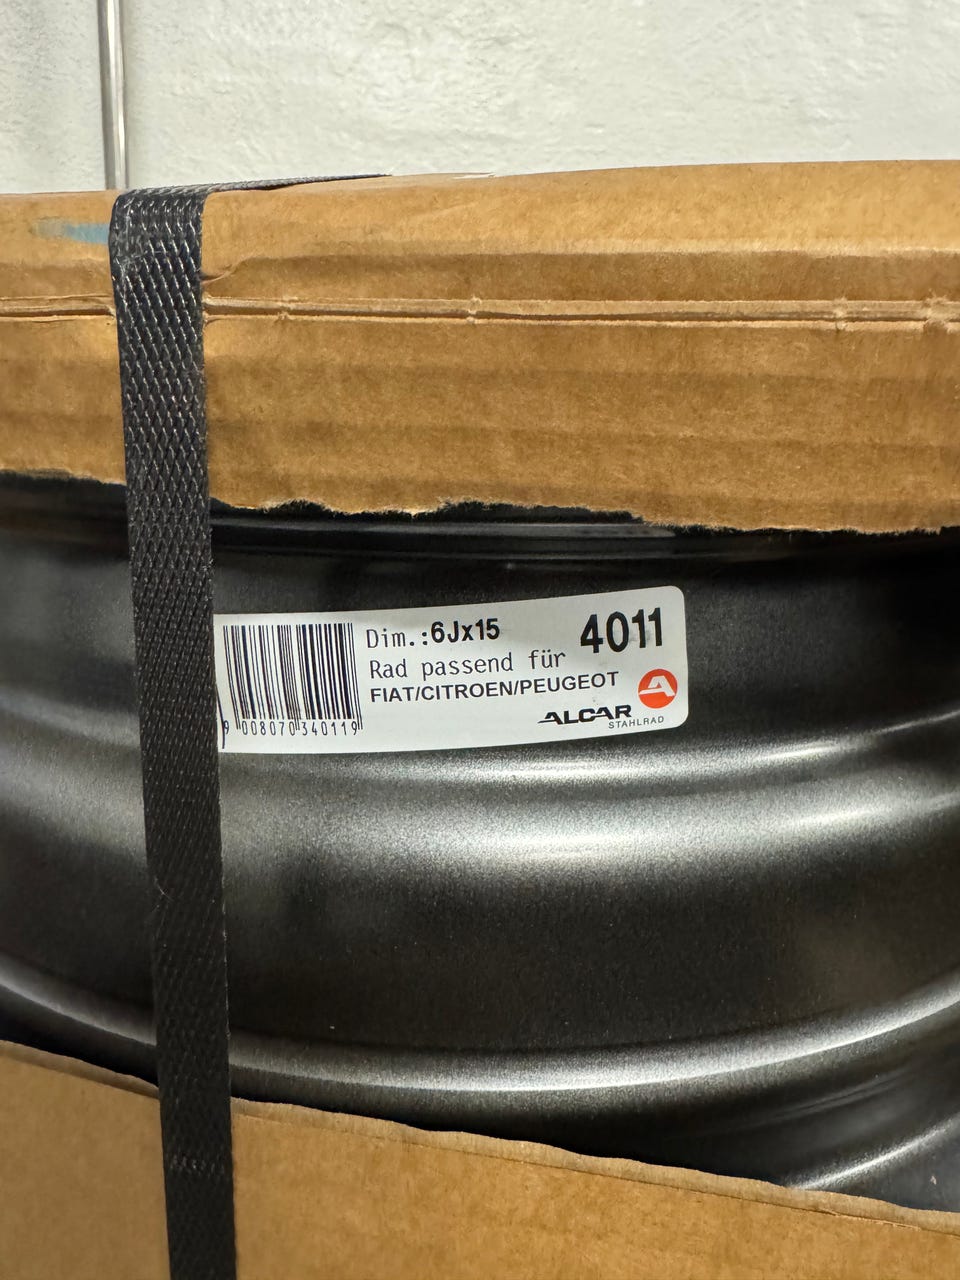 Dim.:6Jx15
4011
Rad passend für
FIAT/CITROEN/PEUGEOT
ALCAR
STAHLRAD
9 008070 340119